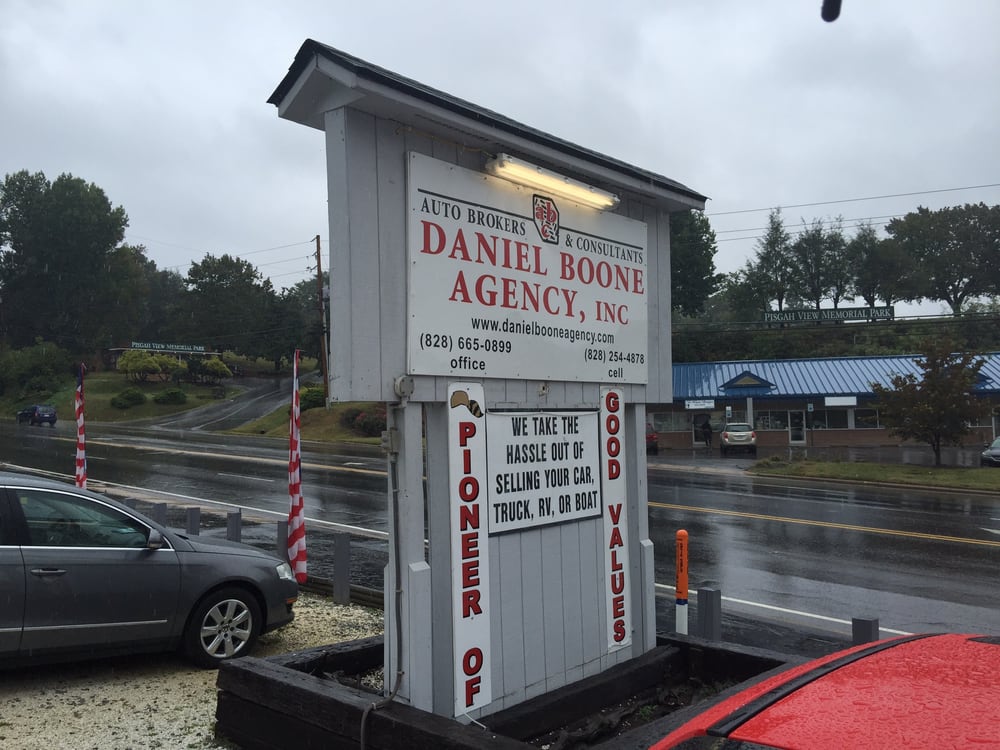 AUTO BROKERS & CONSULTANTS
abc
DANIEL BOONE
AGENCY, INC
www.danielbooneagency.com
(828) 665-0899
office
(828) 254-4878
cell
PIONEER OF
WE TAKE THE
HASSLE OUT OF
SELLING YOUR CAR,
TRUCK, RV, OR BOAT
GOOD VALUES
PISGAH VIEW MEMORIAL PARK
PISGAH VIEW MEMORIAL PARK